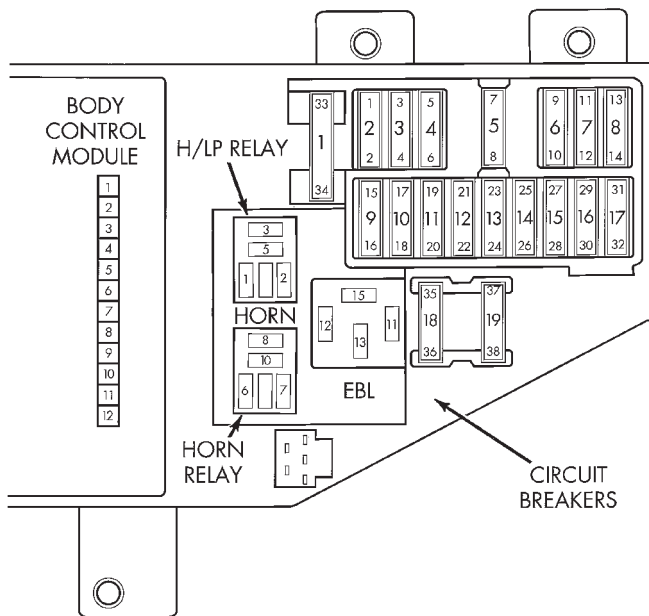 BODY
CONTROL
MODULE
1
2
3
4
5
6
7
8
9
10
11
12
H/LP RELAY
3
5
1 2
HORN
8
10
6 7
HORN
RELAY
15
12 11
13
EBL
33
1
34
1 3 5
2 3 4
2 4 6
7
5
8
9 11 13
6 7 8
10 12 14
15 17 19 21 23 25 27 29 31
9 10 11 12 13 14 15 16 17
16 18 20 22 24 26 28 30 32
35 37
18 19
36 38
CIRCUIT
BREAKERS